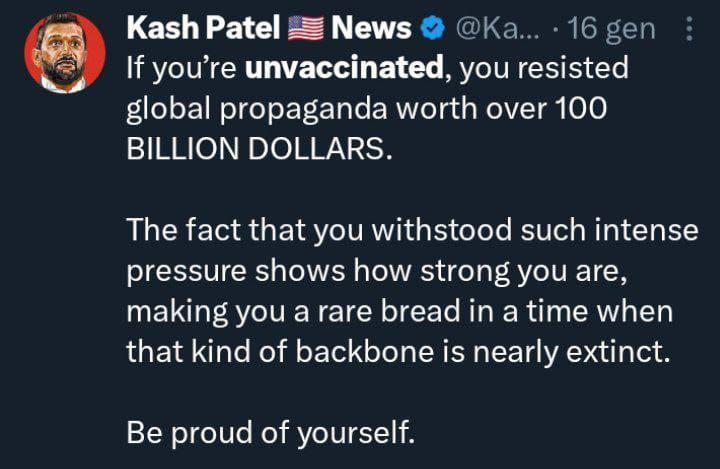 Kash Patel 🇺🇸 News @Ka... · 16 gen
If you're unvaccinated, you resisted
global propaganda worth over 100
BILLION DOLLARS.
The fact that you withstood such intense
pressure shows how strong you are,
making you a rare bread in a time when
that kind of backbone is nearly extinct.
Be proud of yourself.